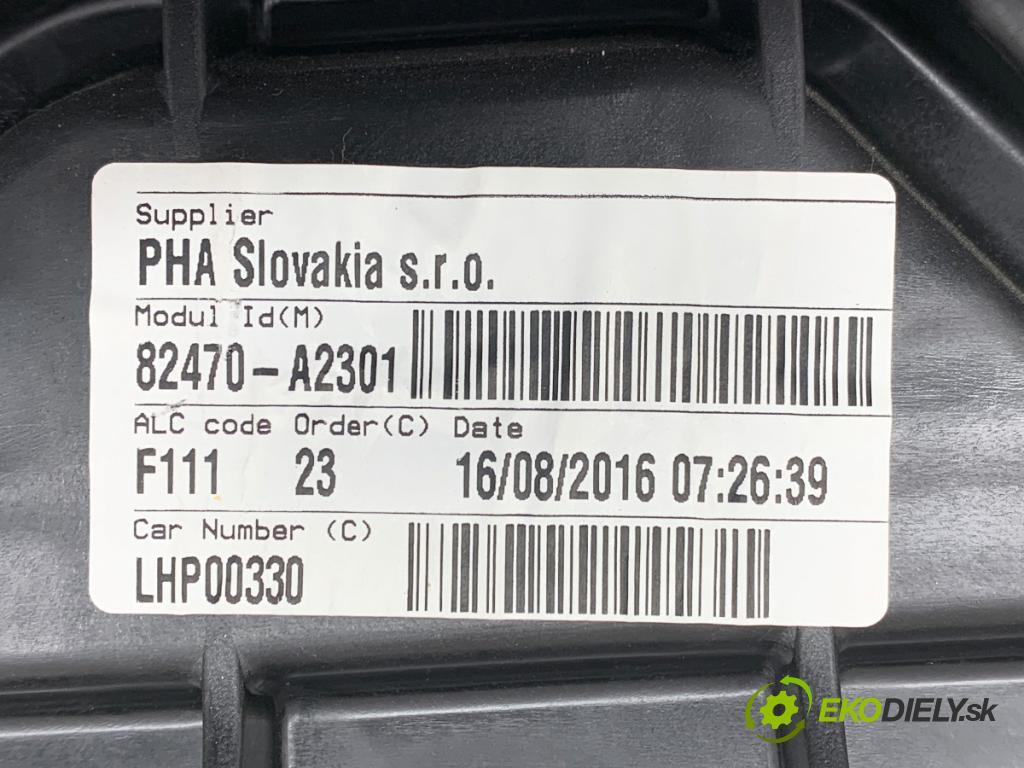 Supplier
PHA Slovakia s.r.o.
Modul Id(M)
82470-A2301
ALC code Order(C) Date
F111 23 16/08/2016 07:26:39
Car Number (C)
LHP00330
EKODIELY.sk